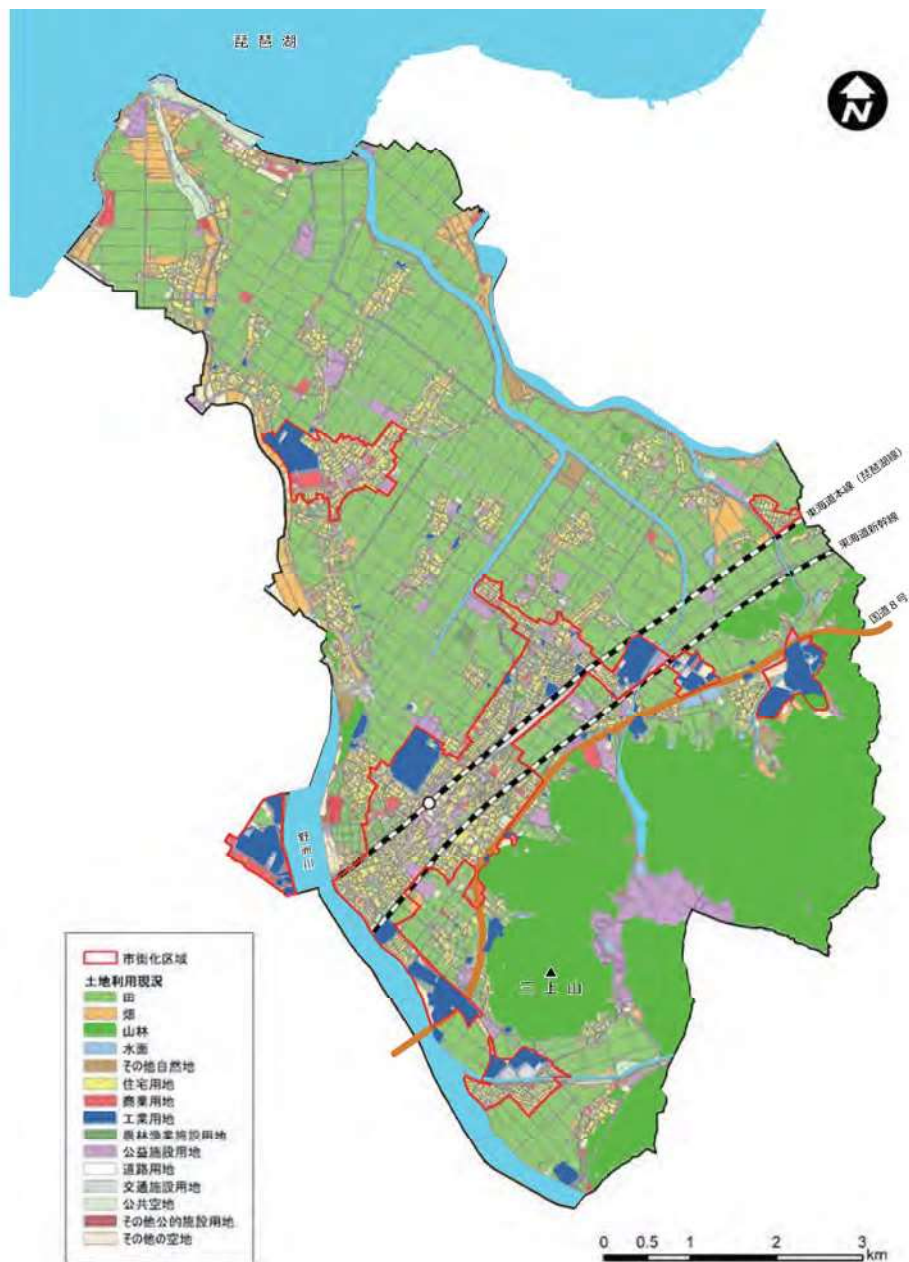 琵琶湖
N
東海道本線（琵琶湖線）
東海道新幹線
国道８号
野洲川
三上山
市街化区域
土地利用現況
田
畑
山林
水面
その他自然地
住宅用地
商業用地
工業用地
農林漁業施設用地
公益施設用地
道路用地
交通施設用地
公共空地
その他公的施設用地
その他の空地
0 0.5 1 2 3
km